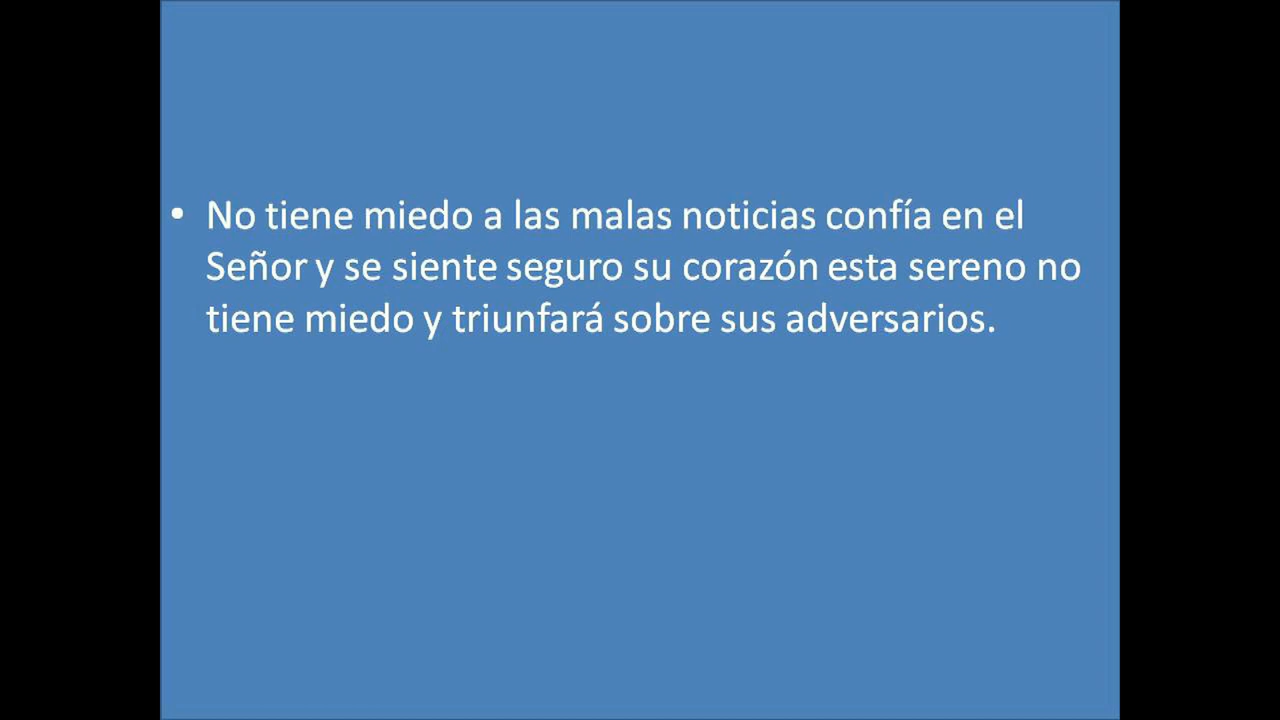 • No tiene miedo a las malas noticias confía en el
Señor y se siente seguro su corazón esta sereno no
tiene miedo y triunfará sobre sus adversarios.